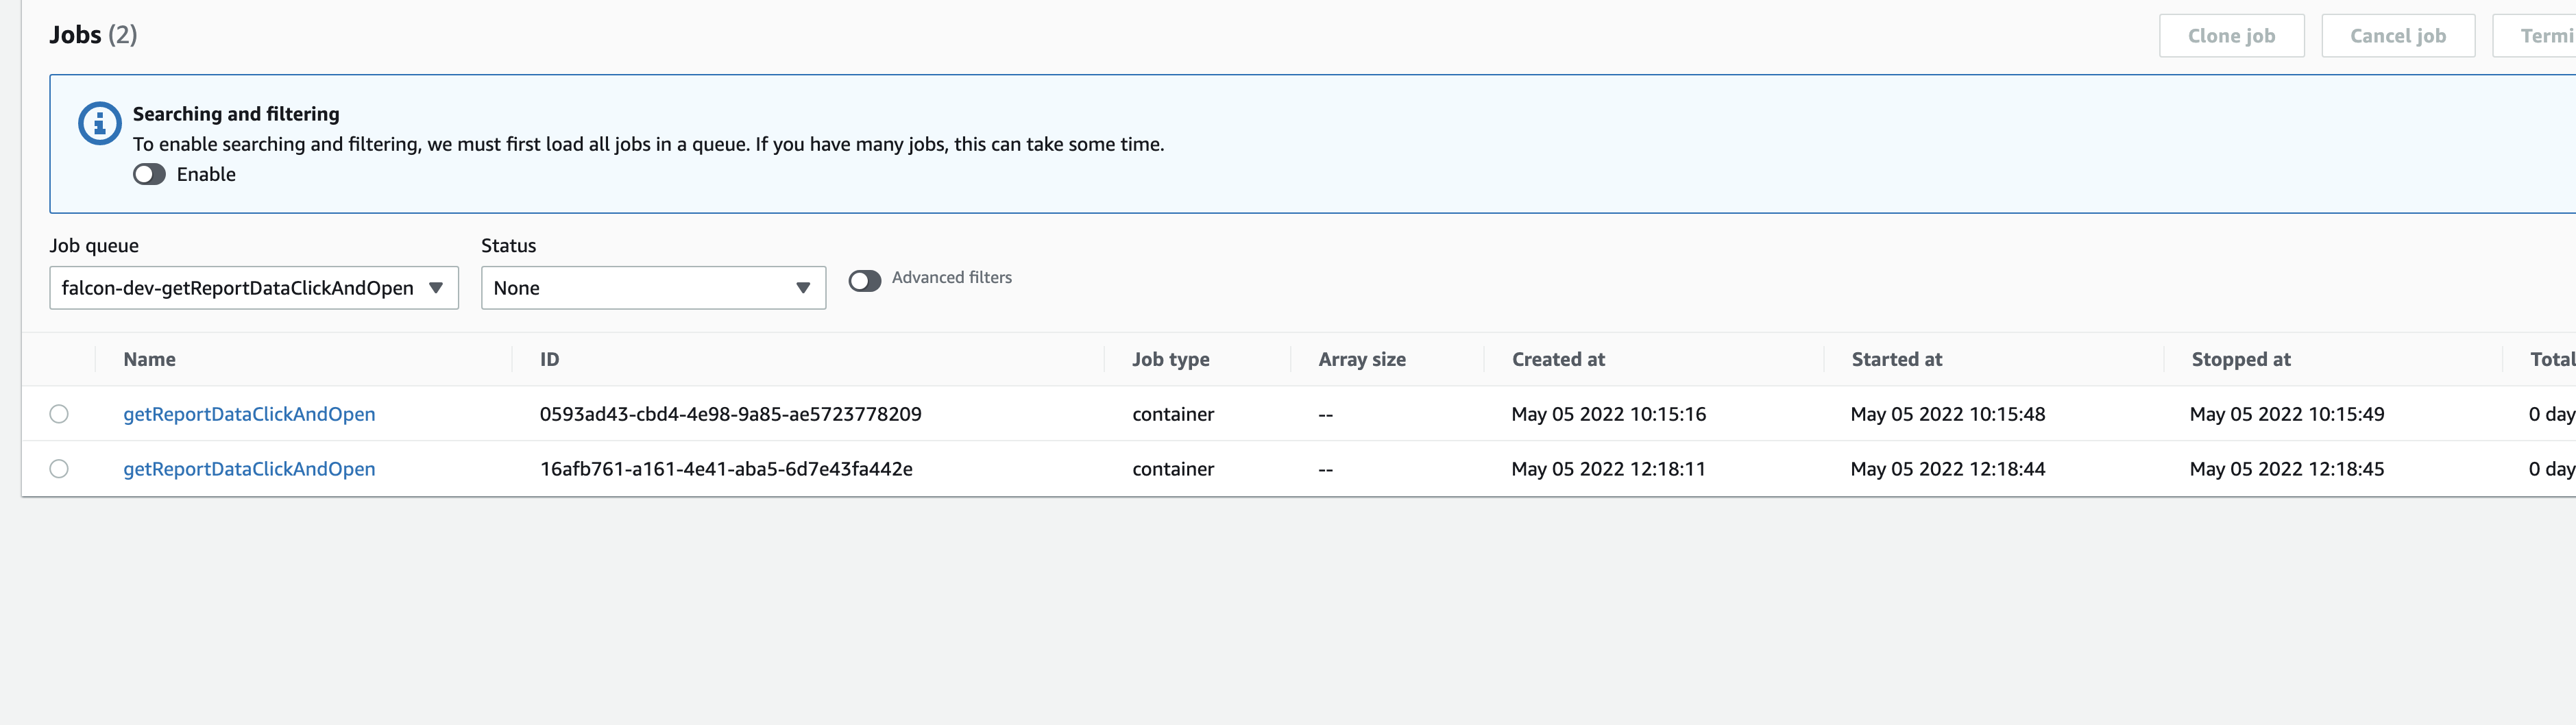 Jobs (2)
Clone job
Cancel job
Termi
Searching and filtering
To enable searching and filtering, we must first load all jobs in a queue. If you have many jobs, this can take some time.
Enable
Job queue
Status
falcon-dev-getReportDataClickAndOpen
None
Advanced filters
Name ID Job type Array size Created at Started at Stopped at Total
getReportDataClickAndOpen 0593ad43-cbd4-4e98-9a85-ae5723778209 container -- May 05 2022 10:15:16 May 05 2022 10:15:48 May 05 2022 10:15:49 0 day
getReportDataClickAndOpen 16afb761-a161-4e41-aba5-6d7e43fa442e container -- May 05 2022 12:18:11 May 05 2022 12:18:44 May 05 2022 12:18:45 0 day